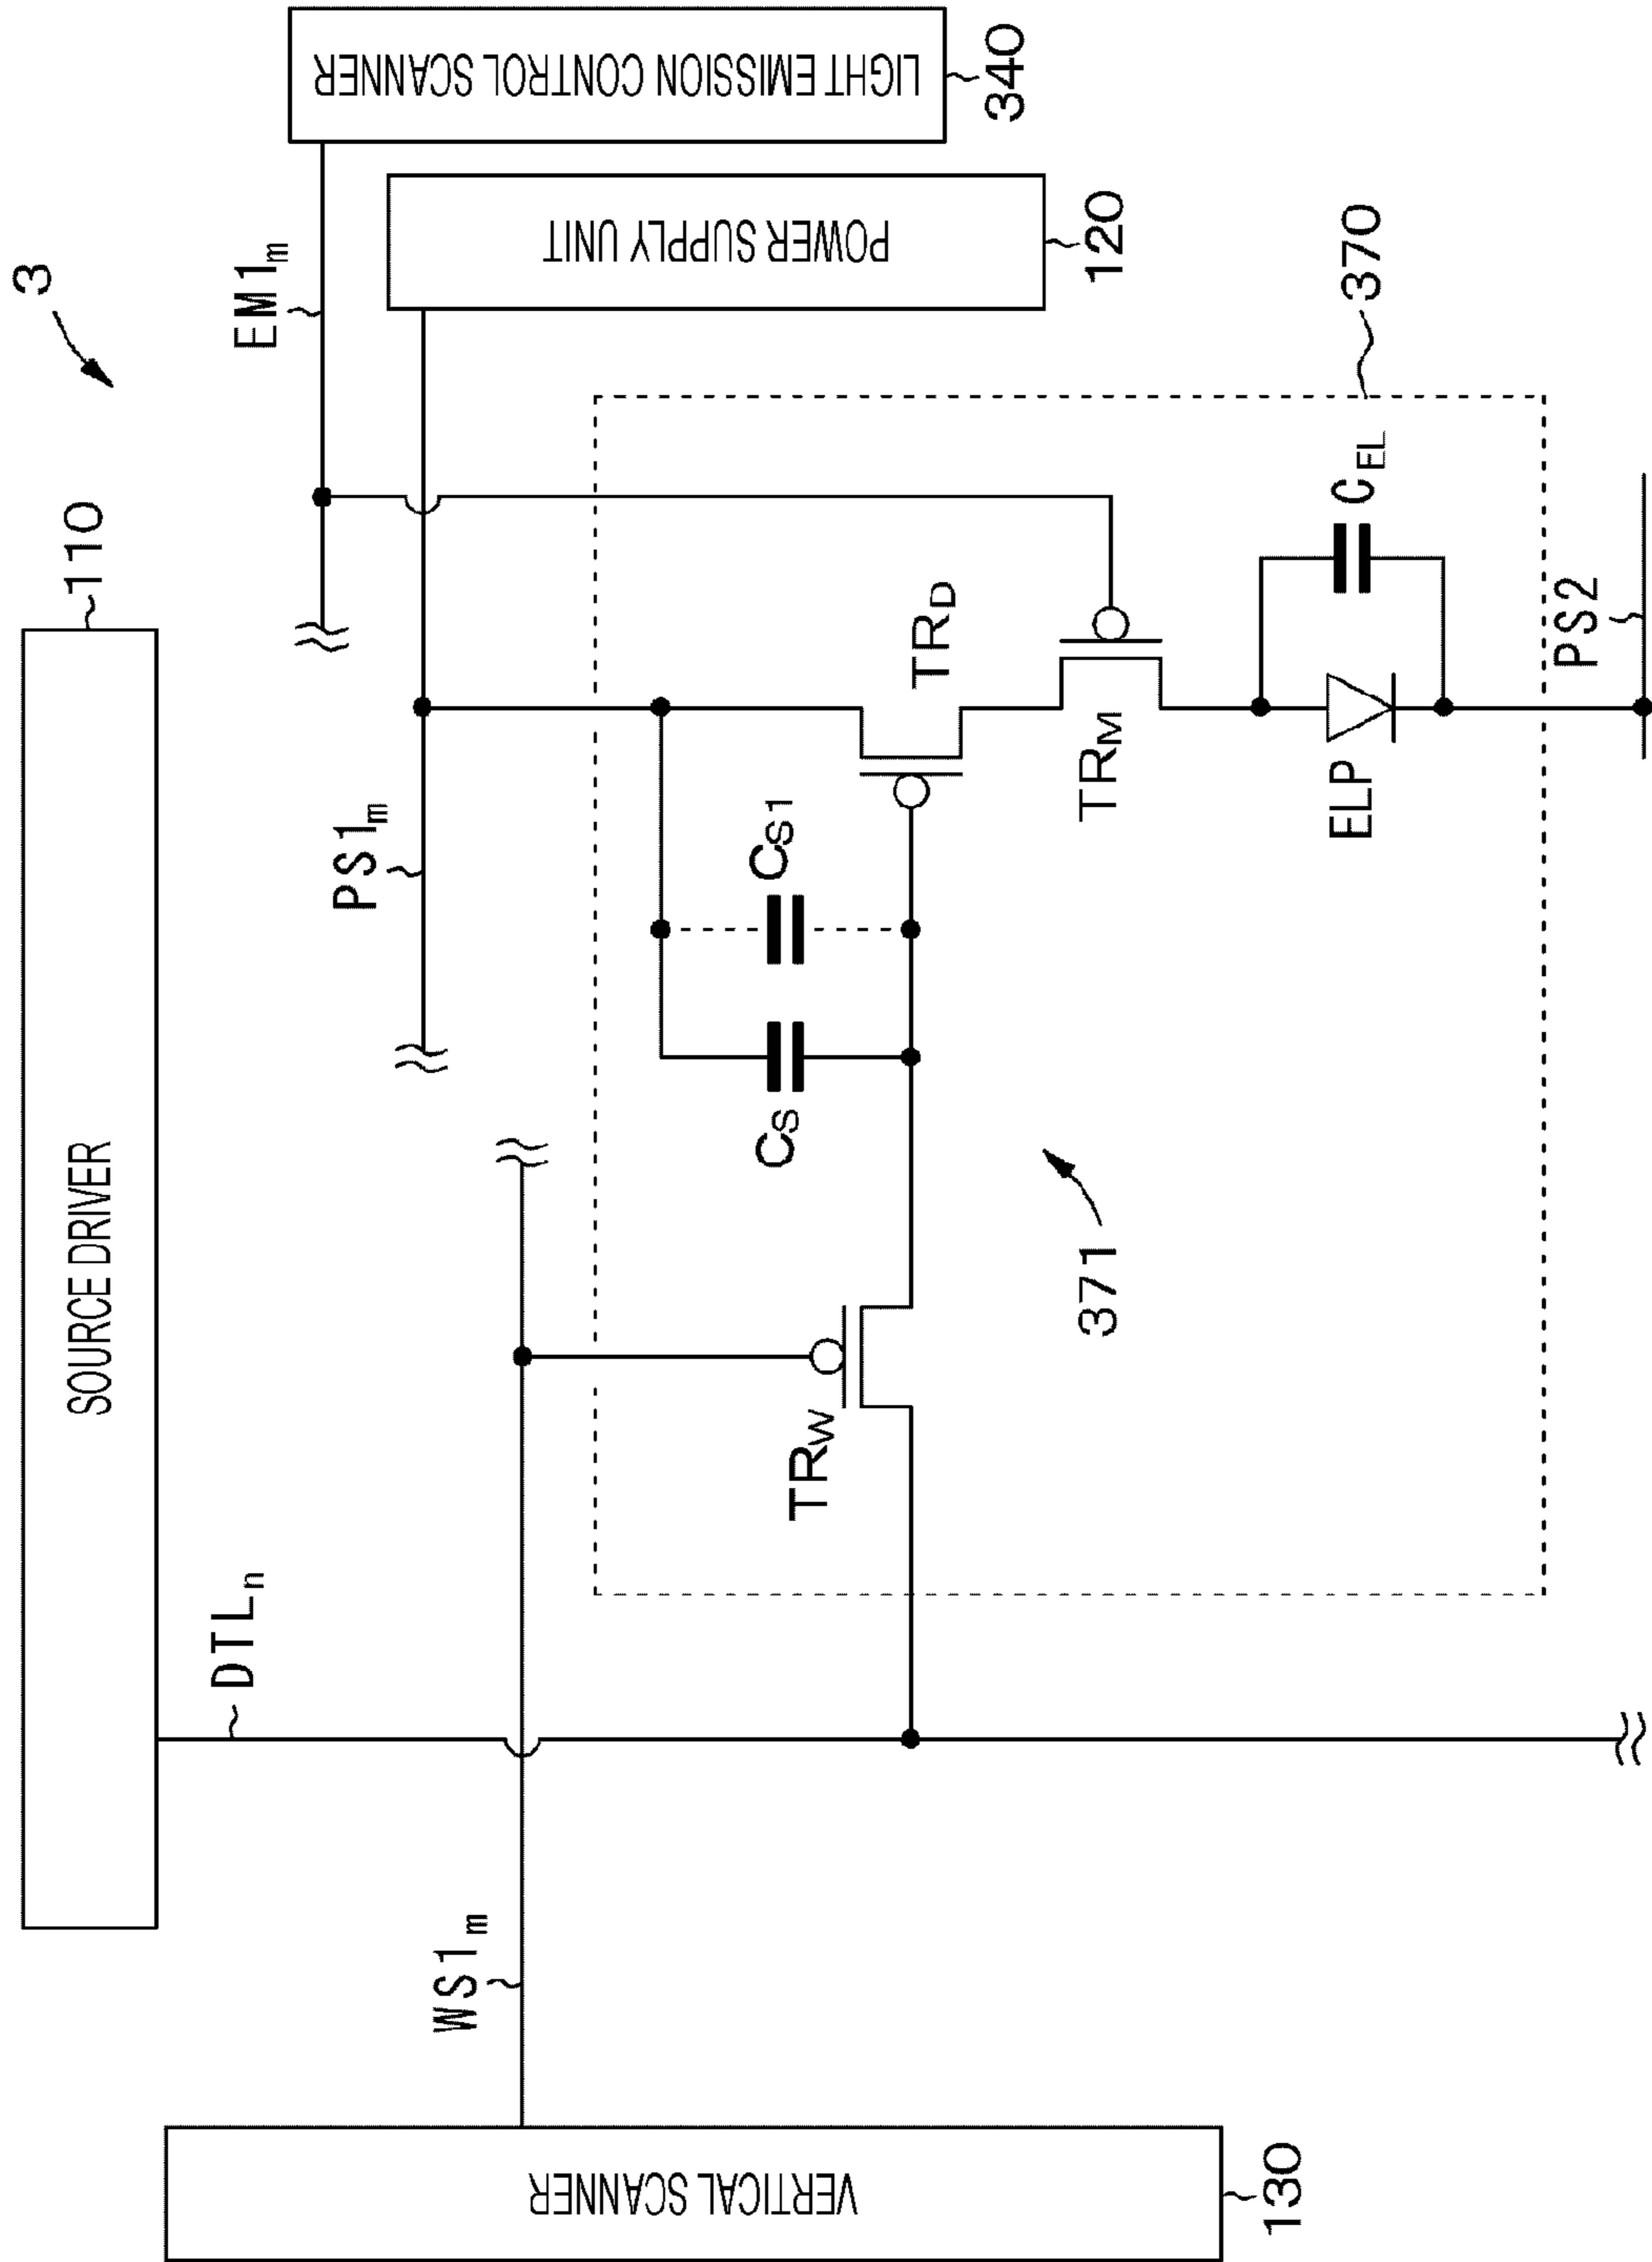 3
SOURCE DRIVER
110
LIGHT EMISSION CONTROL SCANNER
340
EM1m
POWER SUPPLY UNIT
120
PS1m
DTLn
WS1m
VERTICAL SCANNER
130
TRW
CS
CS1
TRD
TRM
371
370
ELP
CEL
PS2